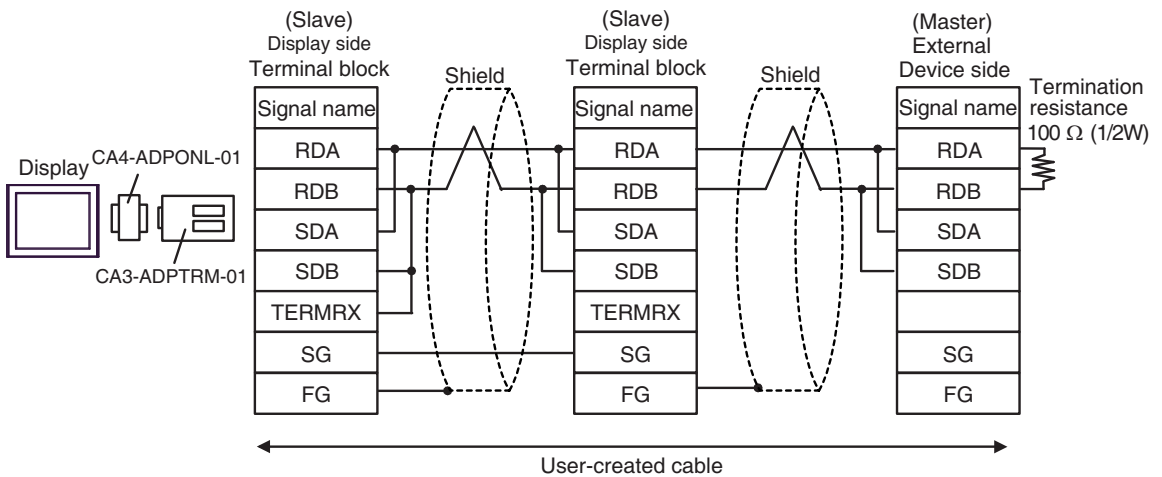 (Slave)
Display side
Terminal block
(Slave)
Display side
Terminal block
(Master)
External
Device side
Shield
Shield
Termination
resistance
100 Ω (1/2W)
Display
CA4-ADPONL-01
CA3-ADPTRM-01
Signal name
RDA
RDB
SDA
SDB
TERMRX
SG
FG
Signal name
RDA
RDB
SDA
SDB
TERMRX
SG
FG
Signal name
RDA
RDB
SDA
SDB
SG
FG
User-created cable